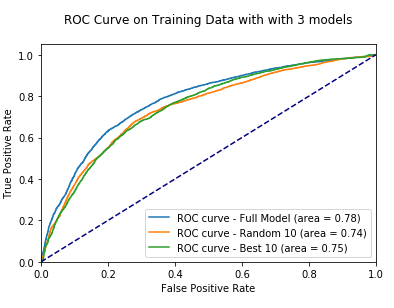 ROC Curve on Training Data with with 3 models
True Positive Rate
1.0
0.8
0.6
0.4
0.2
0.0
ROC curve - Full Model (area = 0.78)
ROC curve - Random 10 (area = 0.74)
ROC curve - Best 10 (area = 0.75)
0.0 0.2 0.4 0.6 0.8 1.0
False Positive Rate